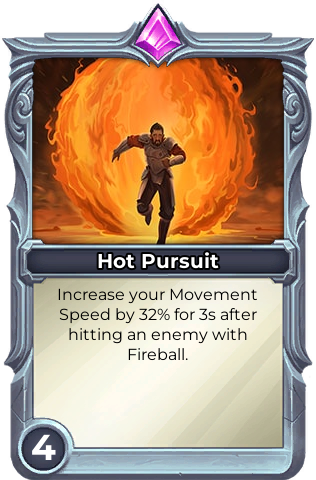 Hot Pursuit
Increase your Movement
Speed by 32% for 3s after
hitting an enemy with
Fireball.
4